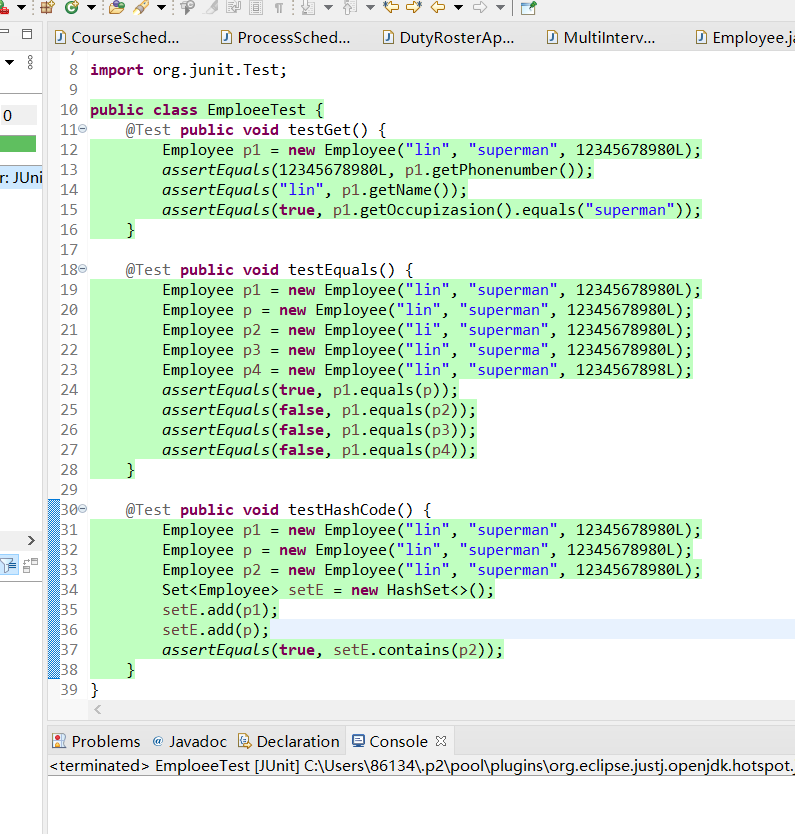 CourseSched... ProcessSched... DutyRosterAp... MultiInterv... Employee.ja
8 import org.junit.Test;
9
10 public class EmploeeTest {
11 @Test public void testGet() {
12 Employee p1 = new Employee("lin", "superman", 12345678980L);
13 assertEquals(12345678980L, p1.getPhonenumber());
14 assertEquals("lin", p1.getName());
15 assertEquals(true, p1.getOccupizasion().equals("superman"));
16 }
17
18 @Test public void testEquals() {
19 Employee p1 = new Employee("lin", "superman", 12345678980L);
20 Employee p = new Employee("lin", "superman", 12345678980L);
21 Employee p2 = new Employee("li", "superman", 12345678980L);
22 Employee p3 = new Employee("lin", "superma", 12345678980L);
23 Employee p4 = new Employee("lin", "superman", 1234567898L);
24 assertEquals(true, p1.equals(p));
25 assertEquals(false, p1.equals(p2));
26 assertEquals(false, p1.equals(p3));
27 assertEquals(false, p1.equals(p4));
28 }
29
30 @Test public void testHashCode() {
31 Employee p1 = new Employee("lin", "superman", 12345678980L);
32 Employee p = new Employee("lin", "superman", 12345678980L);
33 Employee p2 = new Employee("lin", "superman", 12345678980L);
34 Set<Employee> setE = new HashSet<>();
35 setE.add(p1);
36 setE.add(p);
37 assertEquals(true, setE.contains(p2));
38 }
39 }
0
r: JUni
Problems Javadoc Declaration Console
<terminated> EmploeeTest [JUnit] C:\Users\86134\.p2\pool\plugins\org.eclipse.justj.openjdk.hotspot.